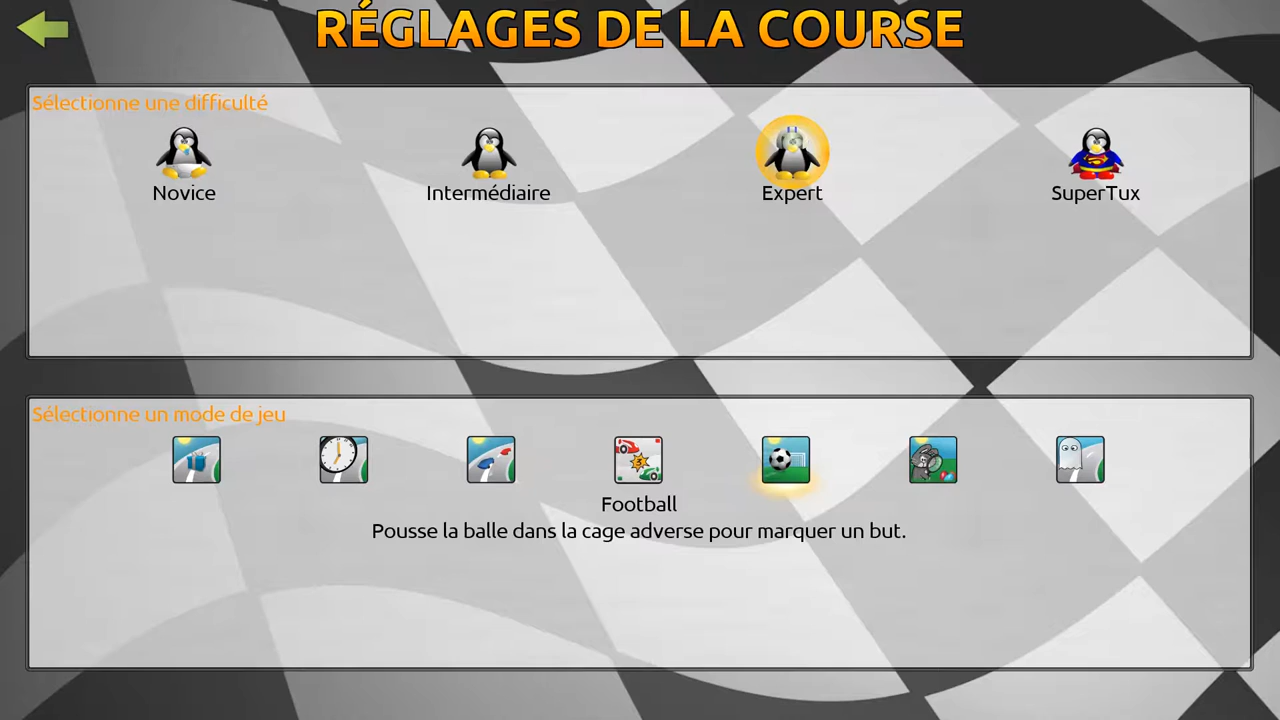 RÉGLAGES DE LA COURSE
Sélectionne une difficulté
Novice
Intermédiaire
Expert
SuperTux
Sélectionne un mode de jeu
Football
Pousse la balle dans la cage adverse pour marquer un but.